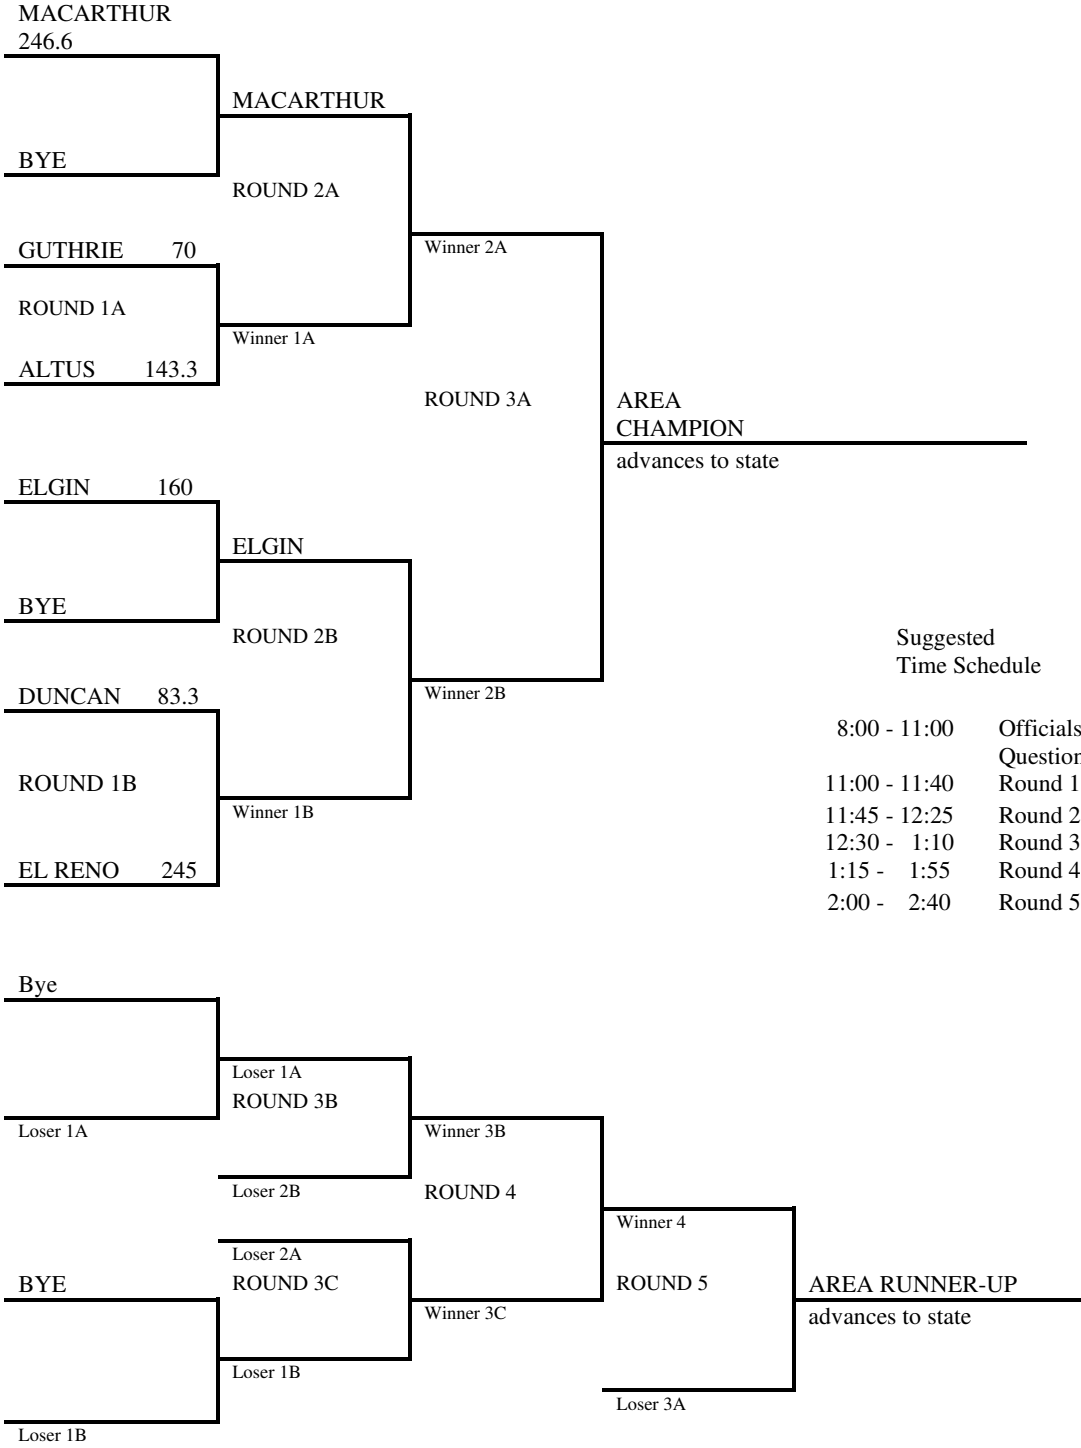 MACARTHUR
246.6
MACARTHUR
BYE
ROUND 2A
GUTHRIE 70
Winner 2A
ROUND 1A
Winner 1A
ALTUS 143.3
ROUND 3A
AREA
CHAMPION
advances to state
ELGIN 160
ELGIN
BYE
ROUND 2B
Suggested
Time Schedule
DUNCAN 83.3
Winner 2B
8:00 - 11:00 Officials
Question
ROUND 1B
11:00 - 11:40 Round 1
Winner 1B
11:45 - 12:25 Round 2
12:30 - 1:10 Round 3
EL RENO 245
1:15 - 1:55 Round 4
2:00 - 2:40 Round 5
Bye
Loser 1A
ROUND 3B
Loser 1A
Winner 3B
Loser 2B
ROUND 4
Winner 4
Loser 2A
BYE
ROUND 3C
ROUND 5
AREA RUNNER-UP
Winner 3C
advances to state
Loser 1B
Loser 3A
Loser 1B